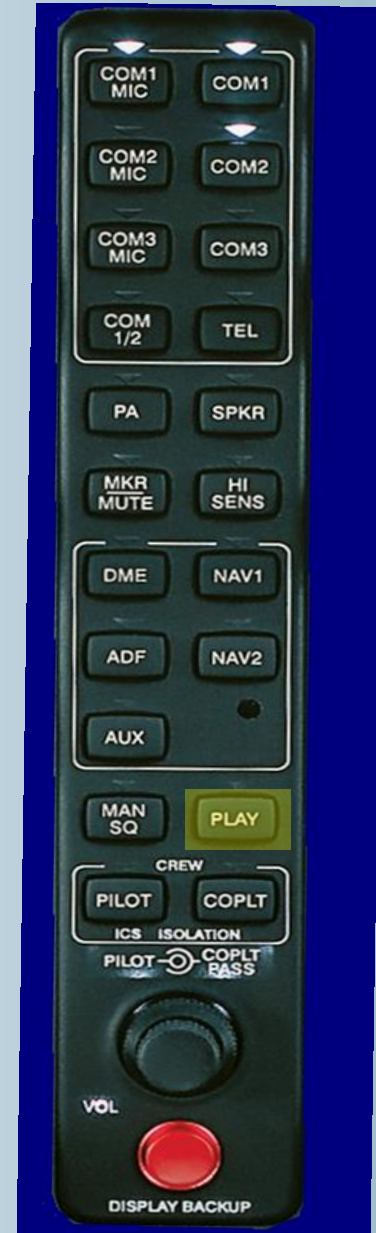 COM1
MIC
COM1
COM2
MIC
COM2
COM3
MIC
COM3
COM
1/2
TEL
PA
SPKR
MKR
MUTE
HI
SENS
DME
NAV1
ADF
NAV2
AUX
MAN
SQ
PLAY
CREW
PILOT
COPLT
ICS ISOLATION
PILOT
COPLT
PASS
VOL
DISPLAY BACKUP